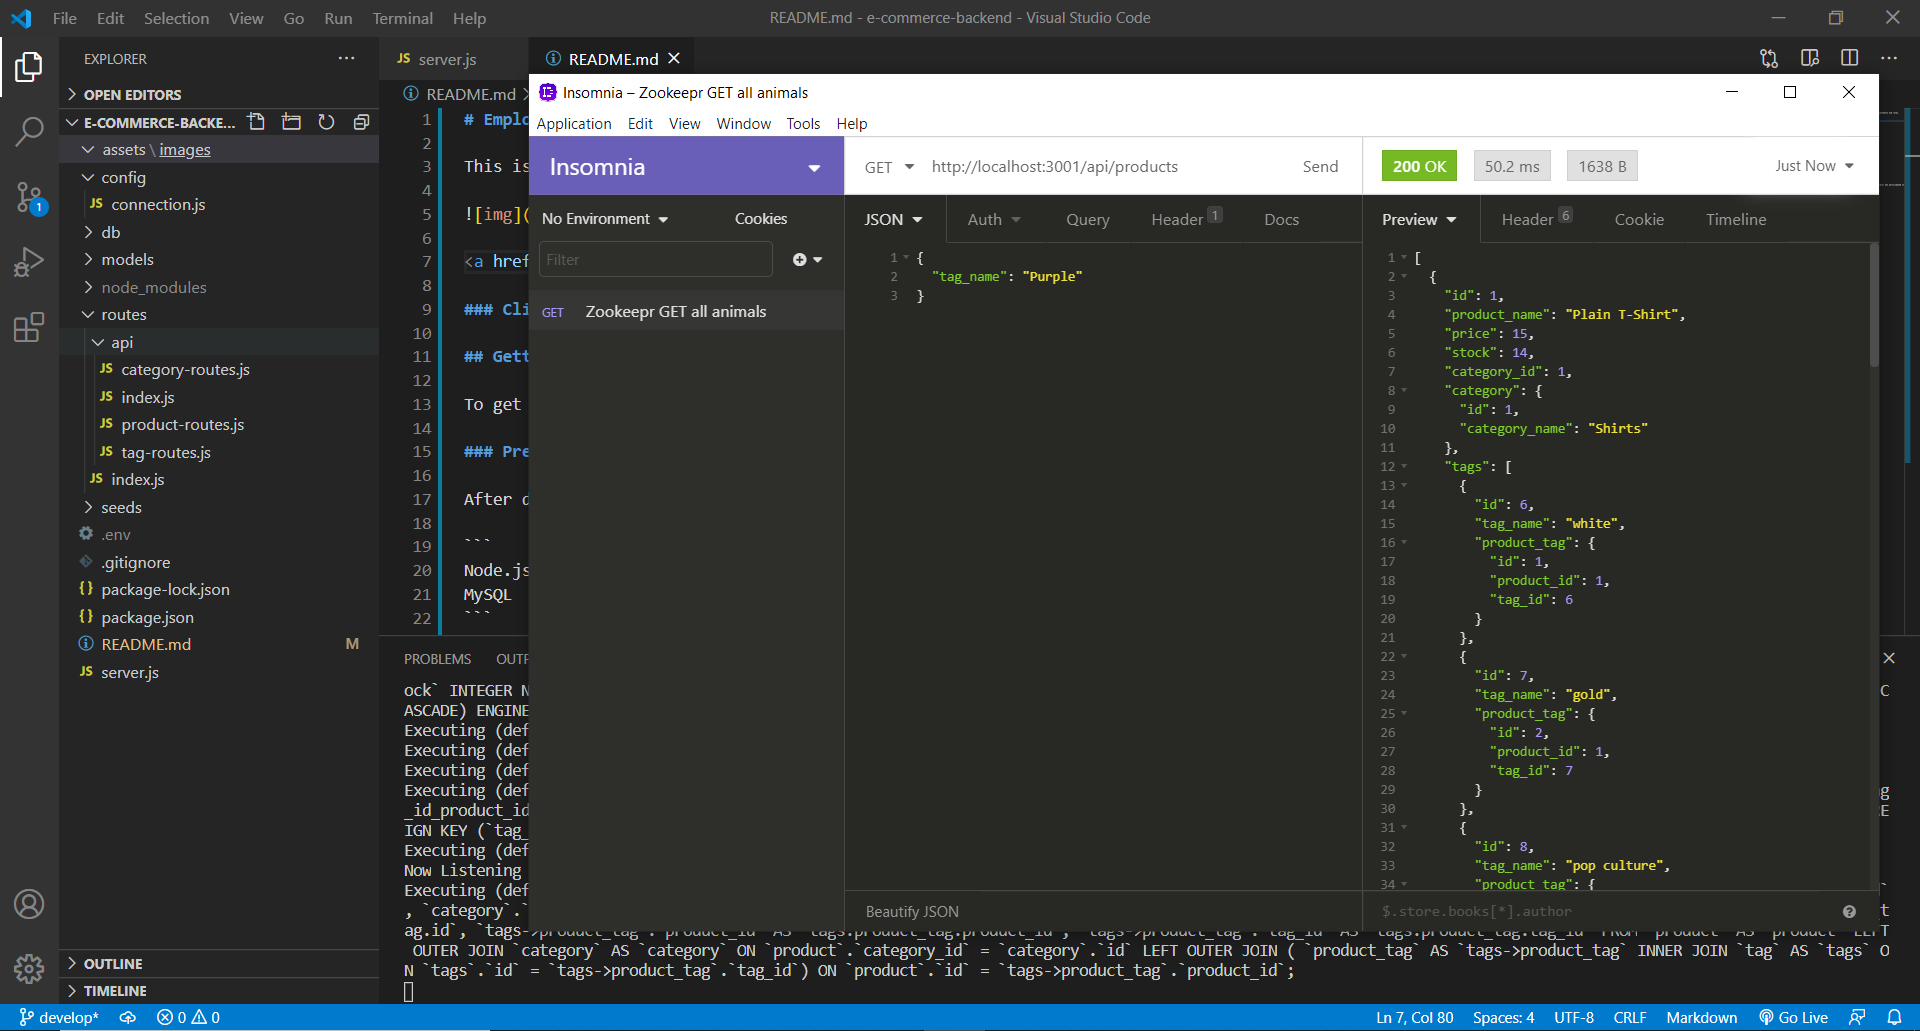 File Edit Selection View Go Run Terminal Help
README.md - e-commerce-backend - Visual Studio Code
EXPLORER
OPEN EDITORS
E-COMMERCE-BACKE...
assets \ images
config
JS connection.js
db
models
node_modules
routes
api
JS category-routes.js
JS index.js
JS product-routes.js
JS tag-routes.js
JS index.js
seeds
.env
.gitignore
{} package-lock.json
{} package.json
README.md M
JS server.js
OUTLINE
TIMELINE
1
JS server.js
README.md
README.md
1 # Emplo
2
3 This is
4
5 ![img](
6
7 <a href
8
9 ### Cli
10
11 ## Gett
12
13 To get
14
15 ### Pre
16
17 After d
18
19 ```
20 Node.js
21 MySQL
22 ```
PROBLEMS OUTP
ock` INTEGER N
C
ASCADE) ENGINE
Executing (def
Executing (def
Executing (def
Executing (def
g
_id_product_id
RE
IGN KEY (`tag_
Executing (def
Now Listening
Executing (def
`
, `category`.`
t
ag.id`, `tags->product_tag`.`product_id` AS `tags.product_tag.product_id`, `tags->product_tag`.`tag_id` AS `tags.product_tag.tag_id` FROM `product` AS `product` LEFT
OUTER JOIN `category` AS `category` ON `product`.`category_id` = `category`.`id` LEFT OUTER JOIN ( `product_tag` AS `tags->product_tag` INNER JOIN `tag` AS `tags` O
N `tags`.`id` = `tags->product_tag`.`tag_id`) ON `product`.`id` = `tags->product_tag`.`product_id`;
Insomnia – Zookeepr GET all animals
Application Edit View Window Tools Help
Insomnia
GET http://localhost:3001/api/products Send
200 OK 50.2 ms 1638 B Just Now
No Environment Cookies
Filter
GET Zookeepr GET all animals
JSON Auth Query Header 1 Docs
1 {
2 "tag_name": "Purple"
3 }
Beautify JSON
Preview Header 6 Cookie Timeline
1 [
2 {
3 "id": 1,
4 "product_name": "Plain T-Shirt",
5 "price": 15,
6 "stock": 14,
7 "category_id": 1,
8 "category": {
9 "id": 1,
10 "category_name": "Shirts"
11 },
12 "tags": [
13 {
14 "id": 6,
15 "tag_name": "white",
16 "product_tag": {
17 "id": 1,
18 "product_id": 1,
19 "tag_id": 6
20 }
21 },
22 {
23 "id": 7,
24 "tag_name": "gold",
25 "product_tag": {
26 "id": 2,
27 "product_id": 1,
28 "tag_id": 7
29 }
30 },
31 {
32 "id": 8,
33 "tag_name": "pop culture",
34 "product_tag": {
$.store.books[*].author
develop* 0 0
Ln 7, Col 80 Spaces: 4 UTF-8 CRLF Markdown Go Live